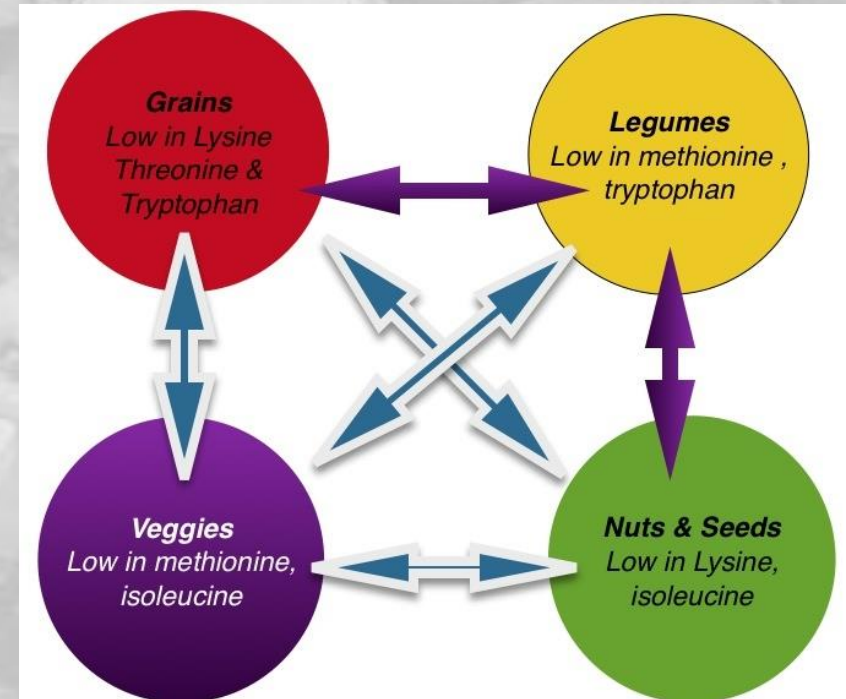 Grains
Low in Lysine
Threonine &
Tryptophan
Legumes
Low in methionine ,
tryptophan
Veggies
Low in methionine,
isoleucine
Nuts & Seeds
Low in Lysine,
isoleucine